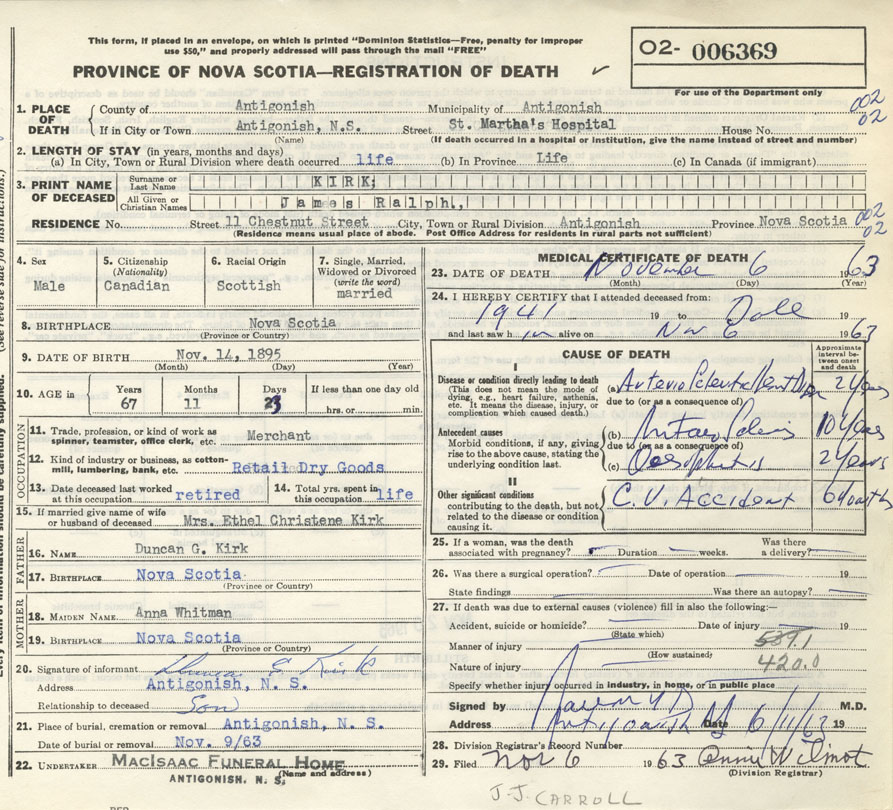 This form, if placed in an envelope, on which is printed "Dominion Statistics—Free, penalty for improper
use $50," and properly addressed will pass through the mail "FREE"
O2- 006369
PROVINCE OF NOVA SCOTIA—REGISTRATION OF DEATH ✓
For use of the Department only
1. PLACE OF DEATH { County of Antigonish Municipality of Antigonish 002
If in City or Town Antigonish, N.S. Street St. Martha's Hospital House No. 02
(Name) (If death occurred in a hospital or institution, give the name instead of street and number)
2. LENGTH OF STAY (in years, months and days)
(a) In City, Town or Rural Division where death occurred life (b) In Province Life (c) In Canada (if immigrant)
3. PRINT NAME OF DECEASED Surname or Last Name KIRK;
All Given or Christian Names James Ralph,
RESIDENCE No. Street 11 Chestnut Street City, Town or Rural Division Antigonish Province Nova Scotia 002 02
(Residence means usual place of abode. Post Office Address for residents in rural parts not sufficient)
4. Sex Male
5. Citizenship (Nationality) Canadian
6. Racial Origin Scottish
7. Single, Married, Widowed or Divorced (write the word) married
8. BIRTHPLACE Nova Scotia
(Province or Country)
9. DATE OF BIRTH Nov. 14, 1895
(Month) (Day) (Year)
10. AGE in Years 67 Months 11 Days 23 If less than one day old hrs. or min.
OCCUPATION
11. Trade, profession, or kind of work as spinner, teamster, office clerk, etc. Merchant
12. Kind of industry or business, as cotton-mill, lumbering, bank, etc. Retail Dry Goods
13. Date deceased last worked at this occupation retired 14. Total yrs. spent in this occupation life
15. If married give name of wife or husband of deceased Mrs. Ethel Christene Kirk
FATHER
16. NAME Duncan G. Kirk
17. BIRTHPLACE Nova Scotia
(Province or Country)
MOTHER
18. MAIDEN NAME Anna Whitman
19. BIRTHPLACE Nova Scotia
(Province or Country)
20. Signature of informant Kirk
Address Antigonish, N. S.
Relationship to deceased Son
21. Place of burial, cremation or removal Antigonish, N. S.
Date of burial or removal Nov. 9/63
22. UNDERTAKER MACISAAC FUNERAL HOME
(Name and address)
ANTIGONISH. N. S.
MEDICAL CERTIFICATE OF DEATH
23. DATE OF DEATH November 6 1963
(Month) (Day) (Year)
24. I HEREBY CERTIFY that I attended deceased from:
1941 19 to Date 19
and last saw h im alive on Nov 6 1963
CAUSE OF DEATH
Approximate interval between onset and death
I
Disease or condition directly leading to death
(This does not mean the mode of dying, e.g., heart failure, asthenia, etc. It means the disease, injury, or complication which caused death.)
(a) 2 Years
due to (or as a consequence of)
Antecedent causes
Morbid conditions, if any, giving rise to the above cause, stating the underlying condition last.
(b) 10 Years
due to (or as a consequence of)
(c) 2 Years
II
Other significant conditions
contributing to the death, but not related to the disease or condition causing it.
C. V. Accident 6 Months
25. If a woman, was the death associated with pregnancy? Duration weeks. Was there a delivery?
26. Was there a surgical operation? Date of operation 19
State findings Was there an autopsy?
27. If death was due to external causes (violence) fill in also the following:—
Accident, suicide or homicide? Date of injury 19
(State which)
Manner of injury 539.1
(How sustained)
Nature of injury 420.0
Specify whether injury occurred in industry, in home, or in public place
Signed by M.D.
Address Antigonish Date 6/11/63 19
28. Division Registrar's Record Number
29. Filed Nov 6 1963 Annie Wilmot
(Division Registrar)
J.J. CARROLL